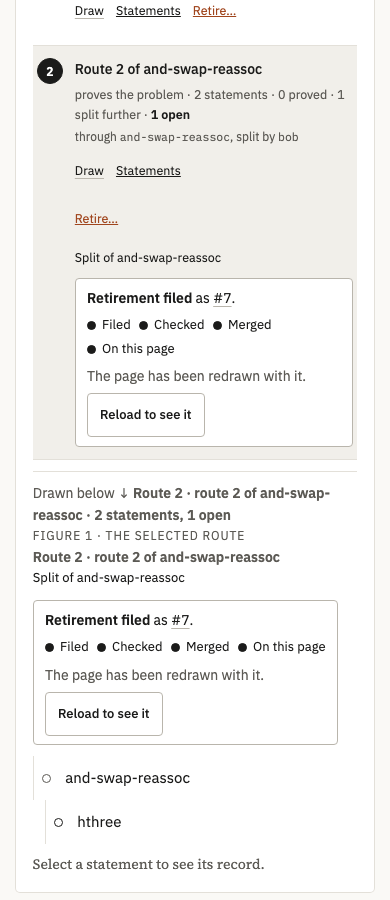 Draw Statements Retire...
2 Route 2 of and-swap-reassoc
proves the problem · 2 statements · 0 proved · 1
split further · 1 open
through and-swap-reassoc, split by bob
Draw Statements
Retire...
Split of and-swap-reassoc
Retirement filed as #7.
Filed Checked Merged
On this page
The page has been redrawn with it.
Reload to see it
Drawn below ↓ Route 2 · route 2 of and-swap-
reassoc · 2 statements, 1 open
FIGURE 1 · THE SELECTED ROUTE
Route 2 · route 2 of and-swap-reassoc
Split of and-swap-reassoc
Retirement filed as #7.
Filed Checked Merged On this page
The page has been redrawn with it.
Reload to see it
and-swap-reassoc
hthree
Select a statement to see its record.